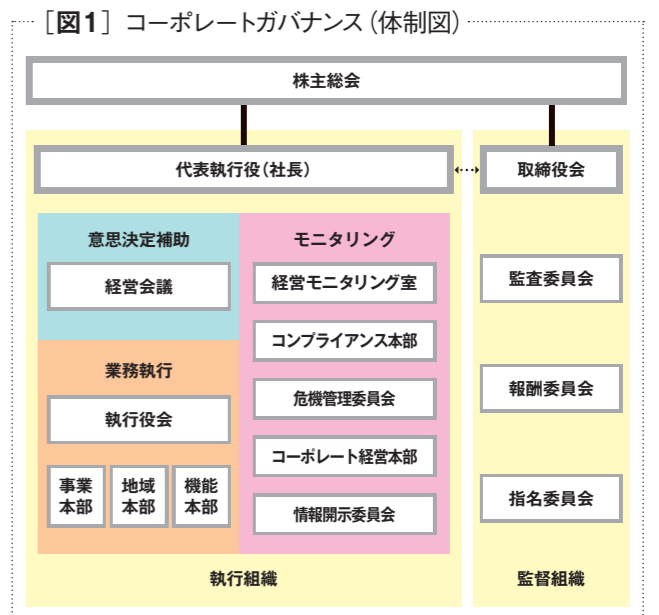 ［図1］コーポレートガバナンス（体制図）
株主総会
代表執行役（社長）
取締役会
意思決定補助
経営会議
業務執行
執行役会
事業
本部
地域
本部
機能
本部
モニタリング
経営モニタリング室
コンプライアンス本部
危機管理委員会
コーポレート経営本部
情報開示委員会
執行組織
監査委員会
報酬委員会
指名委員会
監督組織